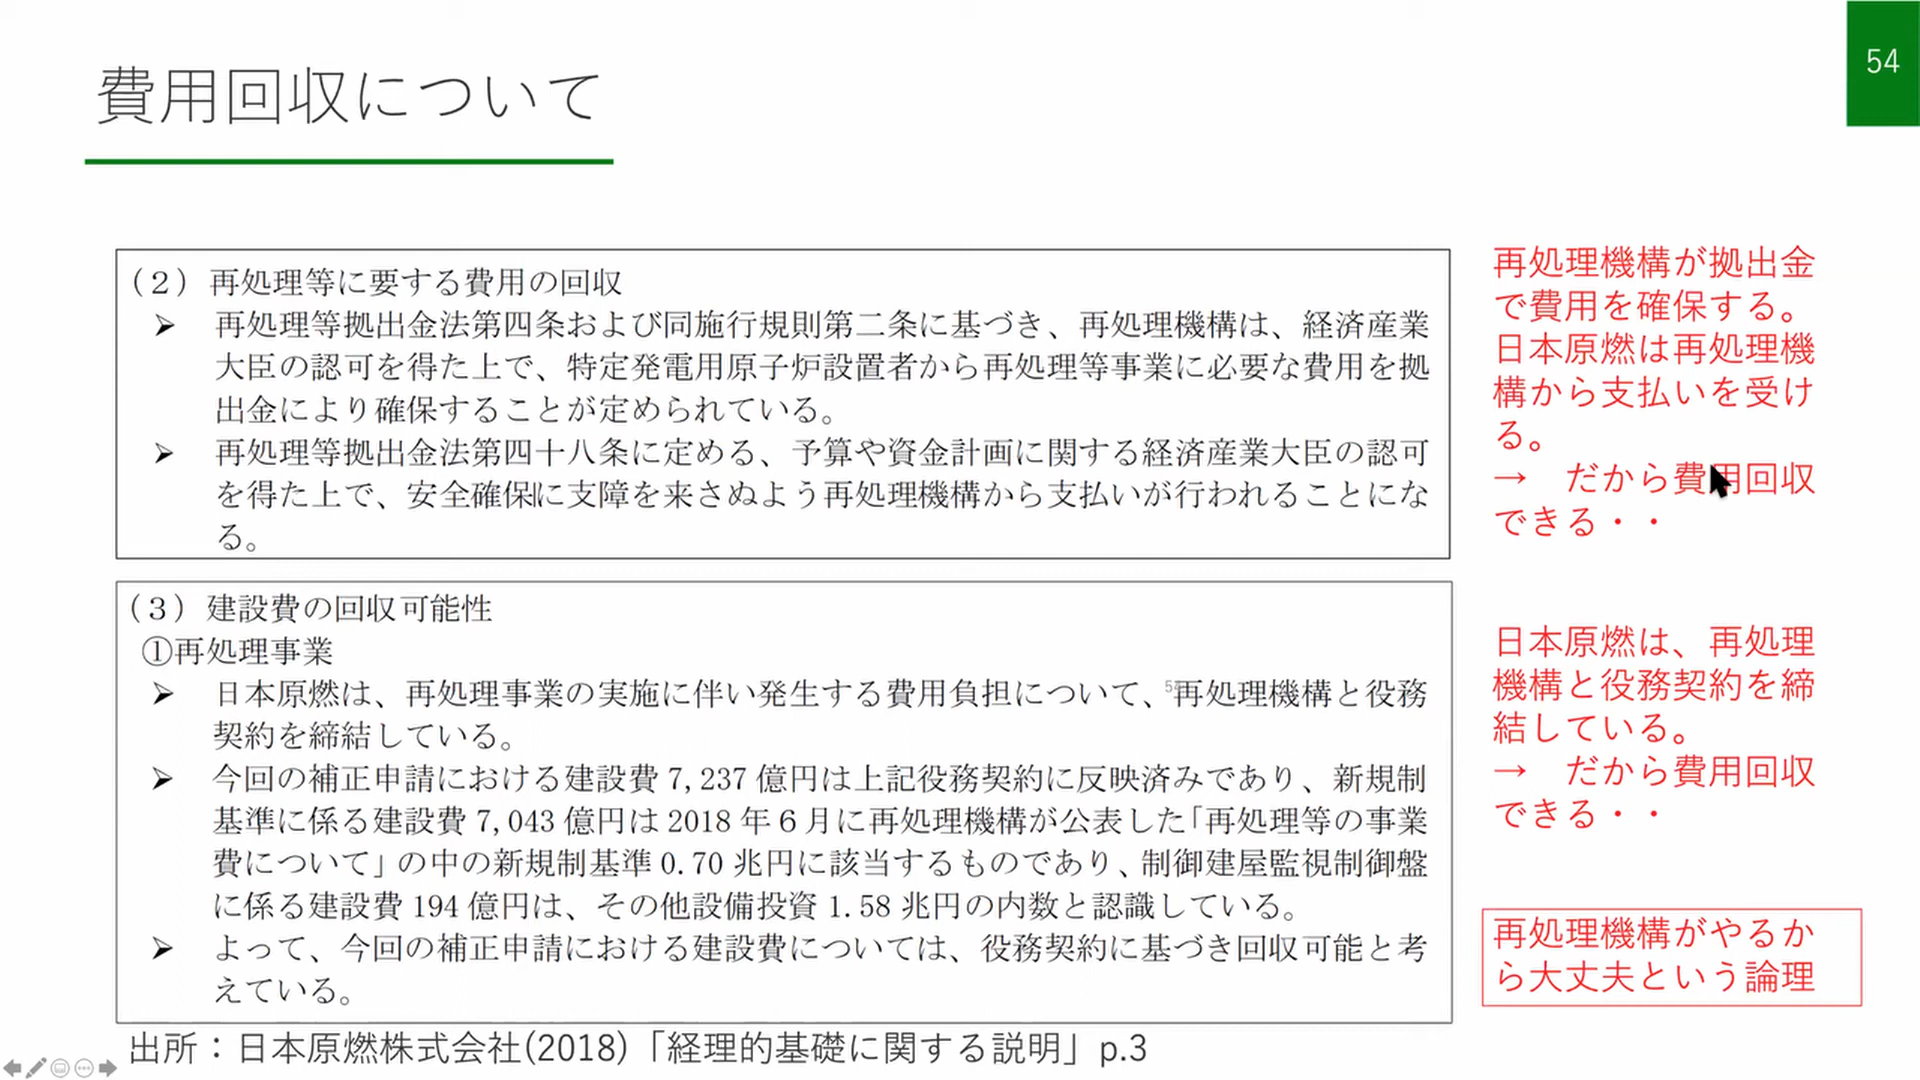 54
費用回収について
（２）再処理等に要する費用の回収
➢ 再処理等拠出金法第四条および同施行規則第二条に基づき、再処理機構は、経済産業
大臣の認可を得た上で、特定発電用原子炉設置者から再処理等事業に必要な費用を拠
出金により確保することが定められている。
➢ 再処理等拠出金法第四十八条に定める、予算や資金計画に関する経済産業大臣の認可
を得た上で、安全確保に支障を来さぬよう再処理機構から支払いが行われることにな
る。
再処理機構が拠出金
で費用を確保する。
日本原燃は再処理機
構から支払いを受け
る。
→　だから費用回収
できる・・
（３）建設費の回収可能性
①再処理事業
➢ 日本原燃は、再処理事業の実施に伴い発生する費用負担について、再処理機構と役務
契約を締結している。
➢ 今回の補正申請における建設費 7,237 億円は上記役務契約に反映済みであり、新規制
基準に係る建設費 7,043 億円は 2018 年６月に再処理機構が公表した「再処理等の事業
費について」の中の新規制基準 0.70 兆円に該当するものであり、制御建屋監視制御盤
に係る建設費 194 億円は、その他設備投資 1.58 兆円の内数と認識している。
➢ よって、今回の補正申請における建設費については、役務契約に基づき回収可能と考
えている。
日本原燃は、再処理
機構と役務契約を締
結している。
→　だから費用回収
できる・・
再処理機構がやるか
ら大丈夫という論理
出所：日本原燃株式会社(2018)「経理的基礎に関する説明」p.3